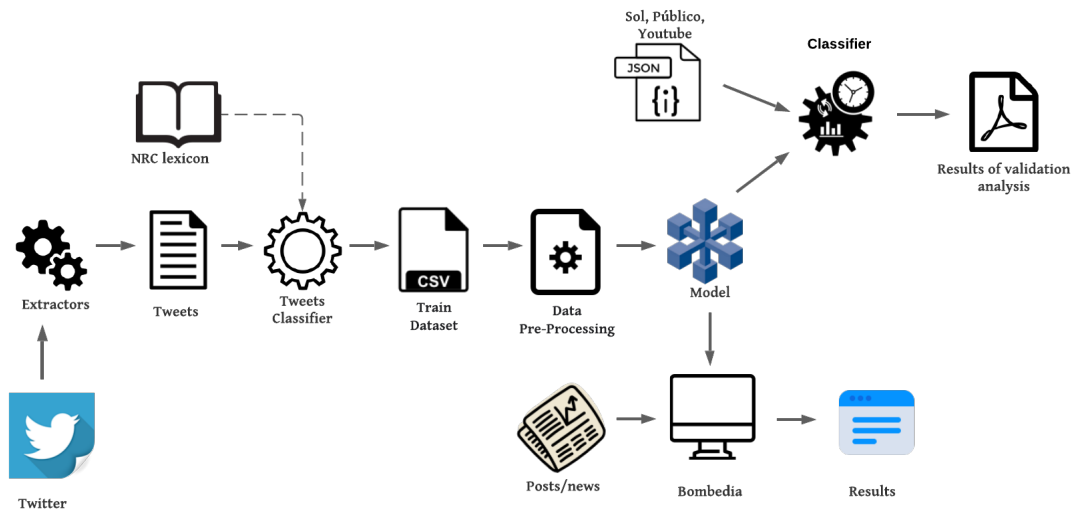 Sol, Público,
Youtube
Classifier
JSON
{i}
NRC lexicon
Results of validation
analysis
Extractors
Tweets
Tweets
Classifier
CSV
Train
Dataset
Data
Pre-Processing
Model
Twitter
Posts/news
Bombedia
Results